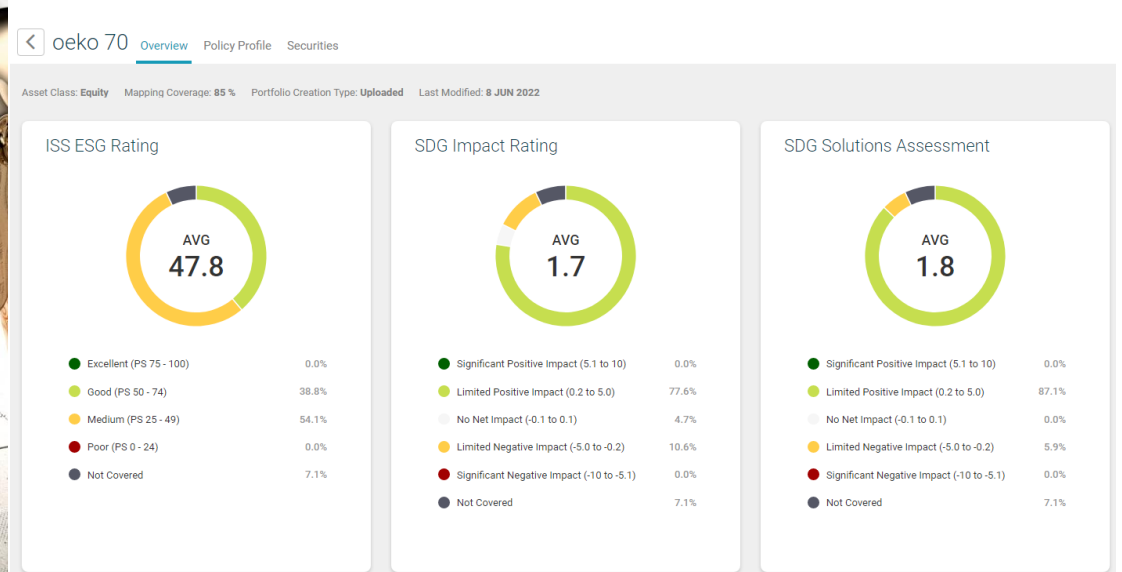 oeko 70 Overview Policy Profile Securities
Asset Class: Equity Mapping Coverage: 85 % Portfolio Creation Type: Uploaded Last Modified: 8 JUN 2022
ISS ESG Rating
AVG
47.8
Excellent (PS 75 - 100) 0.0%
Good (PS 50 - 74) 38.8%
Medium (PS 25 - 49) 54.1%
Poor (PS 0 - 24) 0.0%
Not Covered 7.1%
SDG Impact Rating
AVG
1.7
Significant Positive Impact (5.1 to 10) 0.0%
Limited Positive Impact (0.2 to 5.0) 77.6%
No Net Impact (-0.1 to 0.1) 4.7%
Limited Negative Impact (-5.0 to -0.2) 10.6%
Significant Negative Impact (-10 to -5.1) 0.0%
Not Covered 7.1%
SDG Solutions Assessment
AVG
1.8
Significant Positive Impact (5.1 to 10) 0.0%
Limited Positive Impact (0.2 to 5.0) 87.1%
No Net Impact (-0.1 to 0.1) 0.0%
Limited Negative Impact (-5.0 to -0.2) 5.9%
Significant Negative Impact (-10 to -5.1) 0.0%
Not Covered 7.1%